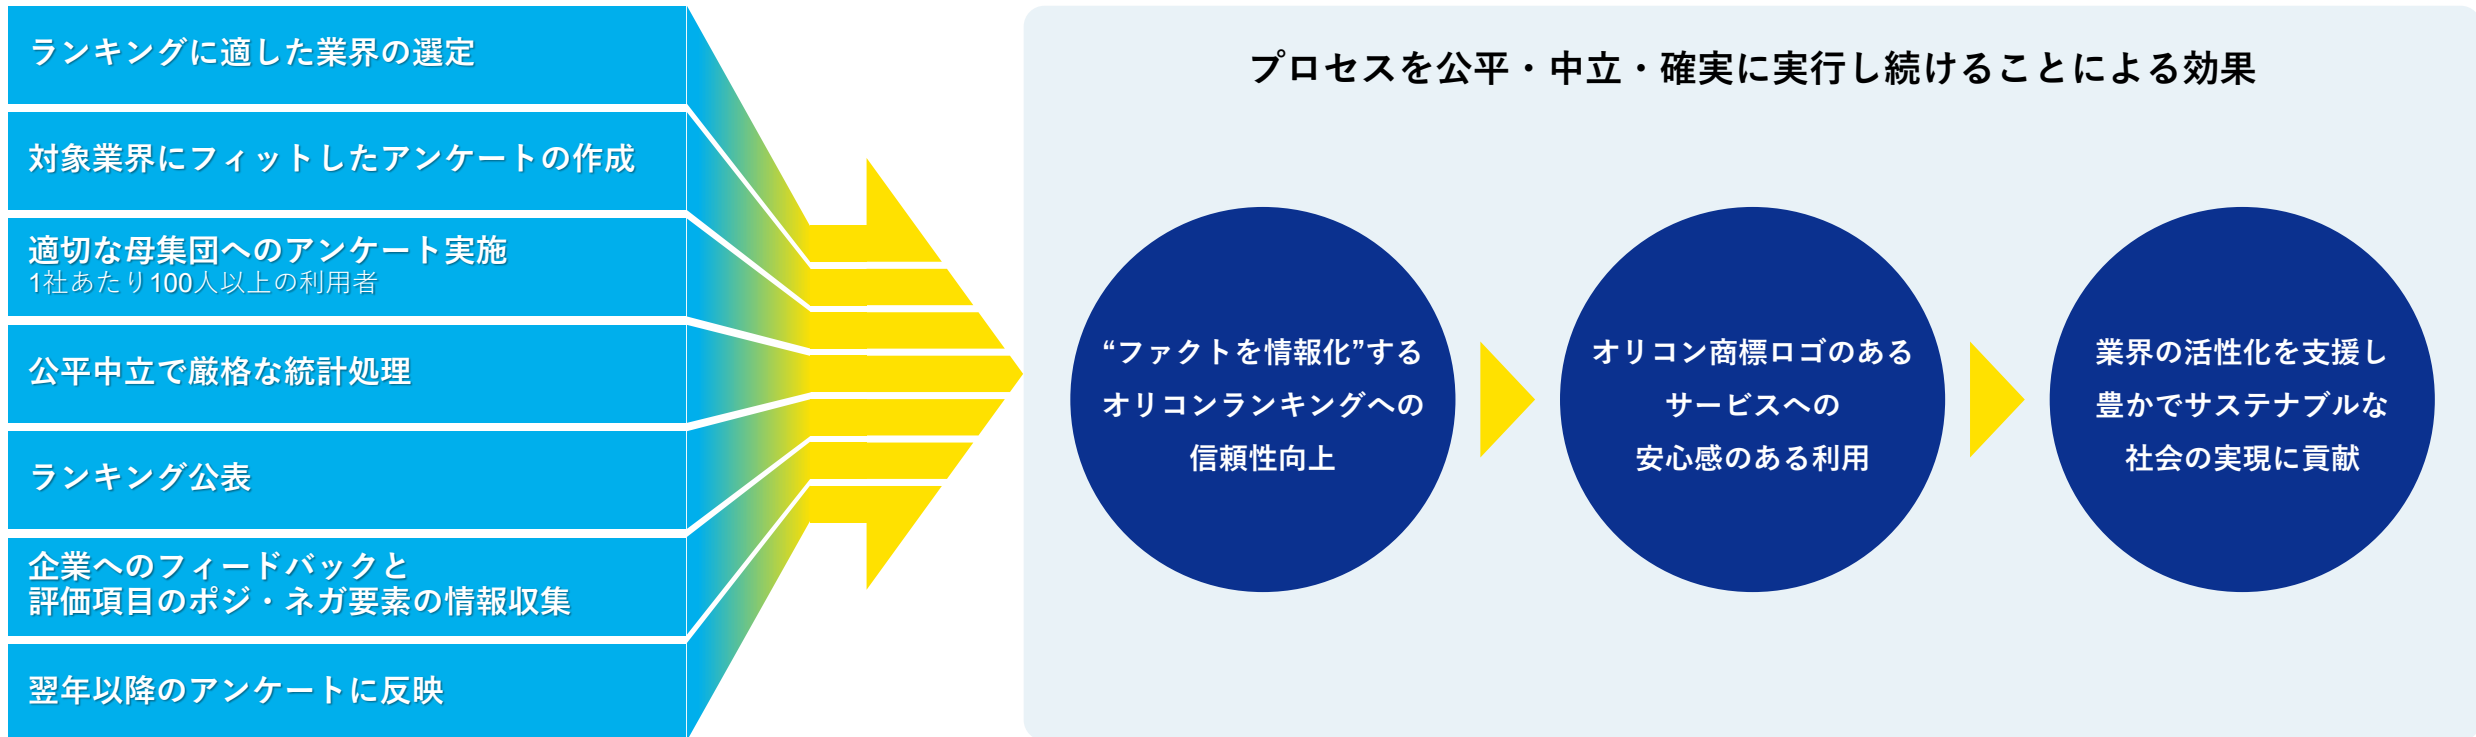 ランキングに適した業界の選定
対象業界にフィットしたアンケートの作成
適切な母集団へのアンケート実施
1社あたり100人以上の利用者
公平中立で厳格な統計処理
ランキング公表
企業へのフィードバックと
評価項目のポジ・ネガ要素の情報収集
翌年以降のアンケートに反映
プロセスを公平・中立・確実に実行し続けることによる効果
“ファクトを情報化”する
オリコンランキングへの
信頼性向上
オリコン商標ロゴのある
サービスへの
安心感のある利用
業界の活性化を支援し
豊かでサステナブルな
社会の実現に貢献